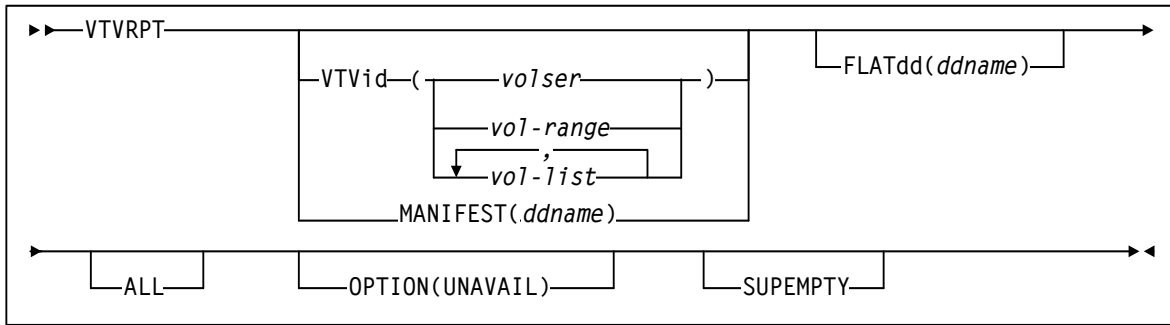 VTVRPT
FLATdd(ddname)
VTVid ( volser )
vol-range
,
vol-list
MANIFEST(ddname)
ALL OPTION(UNAVAIL) SUPEMPTY